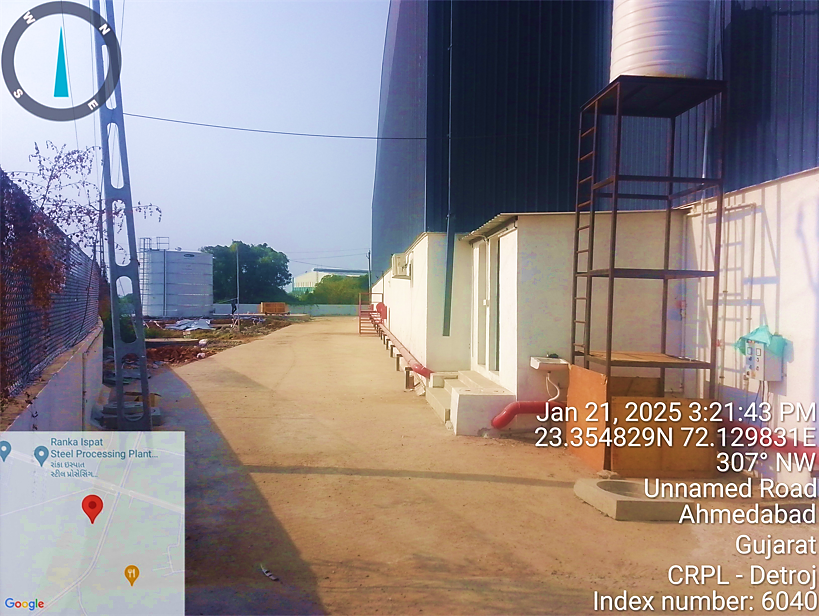 W
N
S
E
Ranka Ispat
Steel Processing Plant...
રાંકા ઇસ્પાત
સ્ટીલ પ્રોસેસિંગ...
Google
Jan 21, 2025 3:21:43 PM
23.354829N 72.129831E
307° NW
Unnamed Road
Ahmedabad
Gujarat
CRPL - Detroj
Index number: 6040